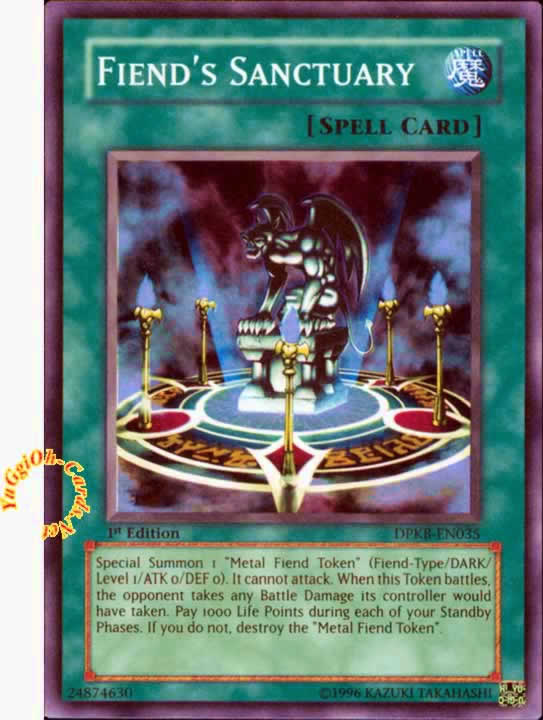 FIEND'S SANCTUARY
魔
[SPELL CARD]
YuGgiOh-Cards.Net
1st Edition
DPKB-EN035
Special Summon 1 "Metal Fiend Token" (Fiend-Type/DARK/
Level 1/ATK 0/DEF 0). It cannot attack. When this Token battles,
the opponent takes any Battle Damage its controller would
have taken. Pay 1000 Life Points during each of your Standby
Phases. If you do not, destroy the "Metal Fiend Token".
24874630
©1996 KAZUKI TAKAHASHI